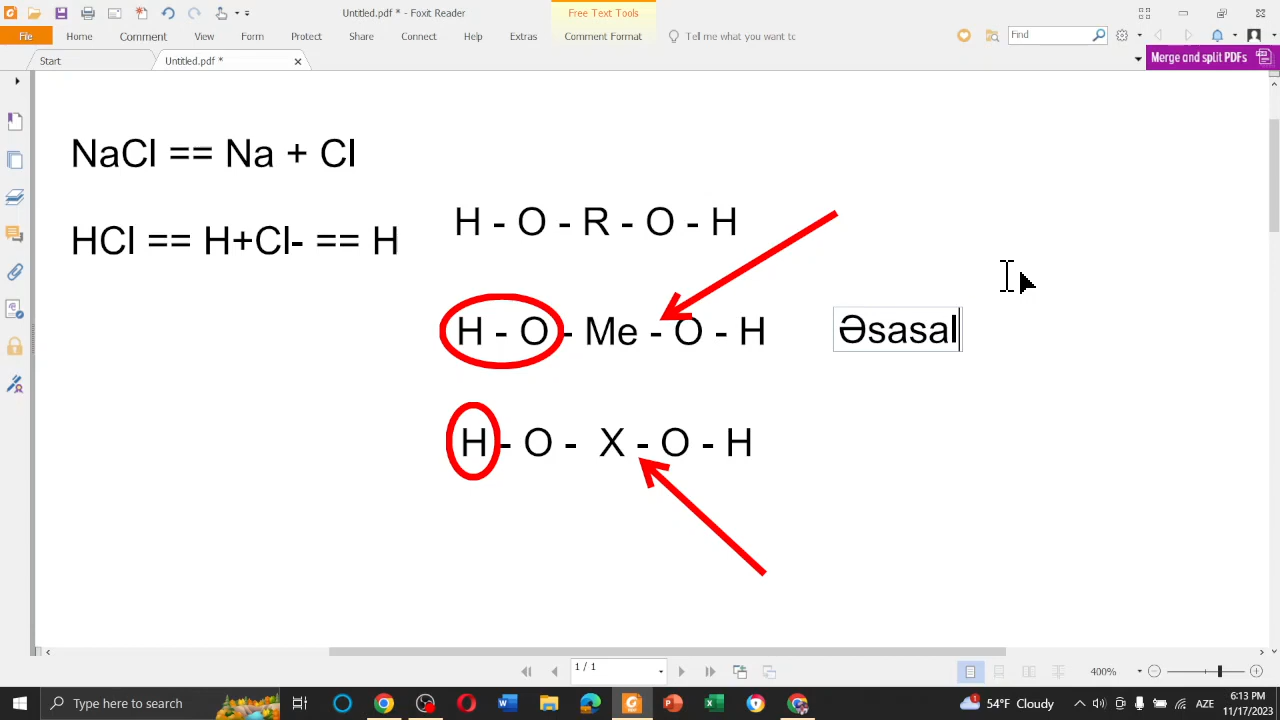 Untitled.pdf * - Foxit Reader
Free Text Tools
File Home Comment View Form Protect Share Connect Help Extras Comment Format Tell me what you want to Find
Start Untitled.pdf *
Merge and split PDFs
NaCl == Na + Cl
HCl == H+Cl- == H
H - O - R - O - H
H - O - Me - O - H
Əsasal
H - O - X - O - H
1 / 1
400%
Type here to search
54°F Cloudy
AZE
6:13 PM
11/17/2023